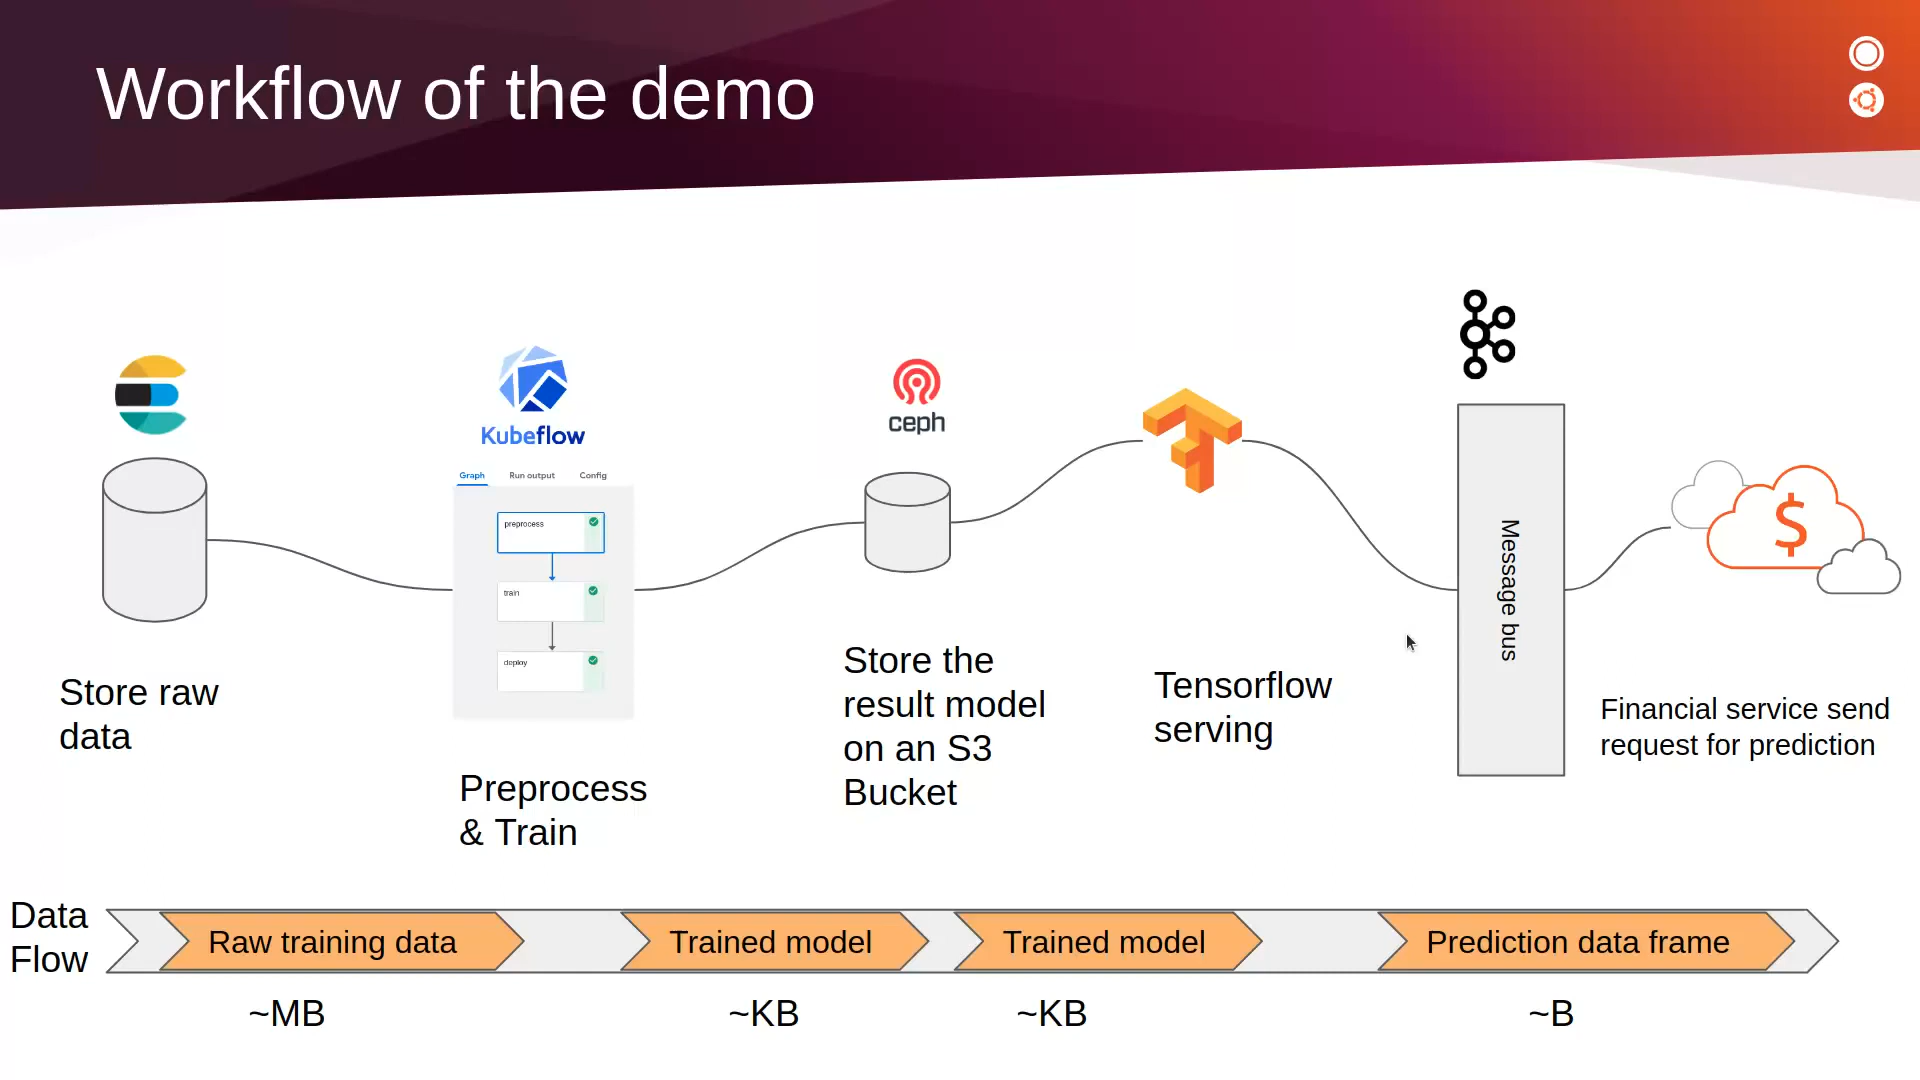 Workflow of the demo
Kubeflow
ceph
Graph Run output Config
preprocess
train
deploy
Message bus
Store raw
data
Preprocess
& Train
Store the
result model
on an S3
Bucket
Tensorflow
serving
$
Financial service send
request for prediction
Data
Flow
Raw training data
Trained model
Trained model
Prediction data frame
~MB
~KB
~KB
~B